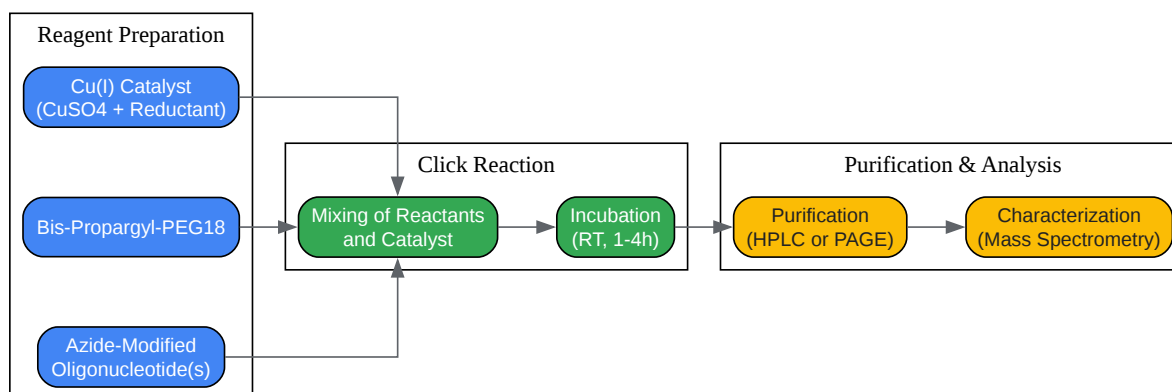 Reagent Preparation
Cu(I) Catalyst
(CuSO4 + Reductant)
Bis-Propargyl-PEG18
Azide-Modified
Oligonucleotide(s)
Click Reaction
Mixing of Reactants
and Catalyst
Incubation
(RT, 1-4h)
Purification & Analysis
Purification
(HPLC or PAGE)
Characterization
(Mass Spectrometry)